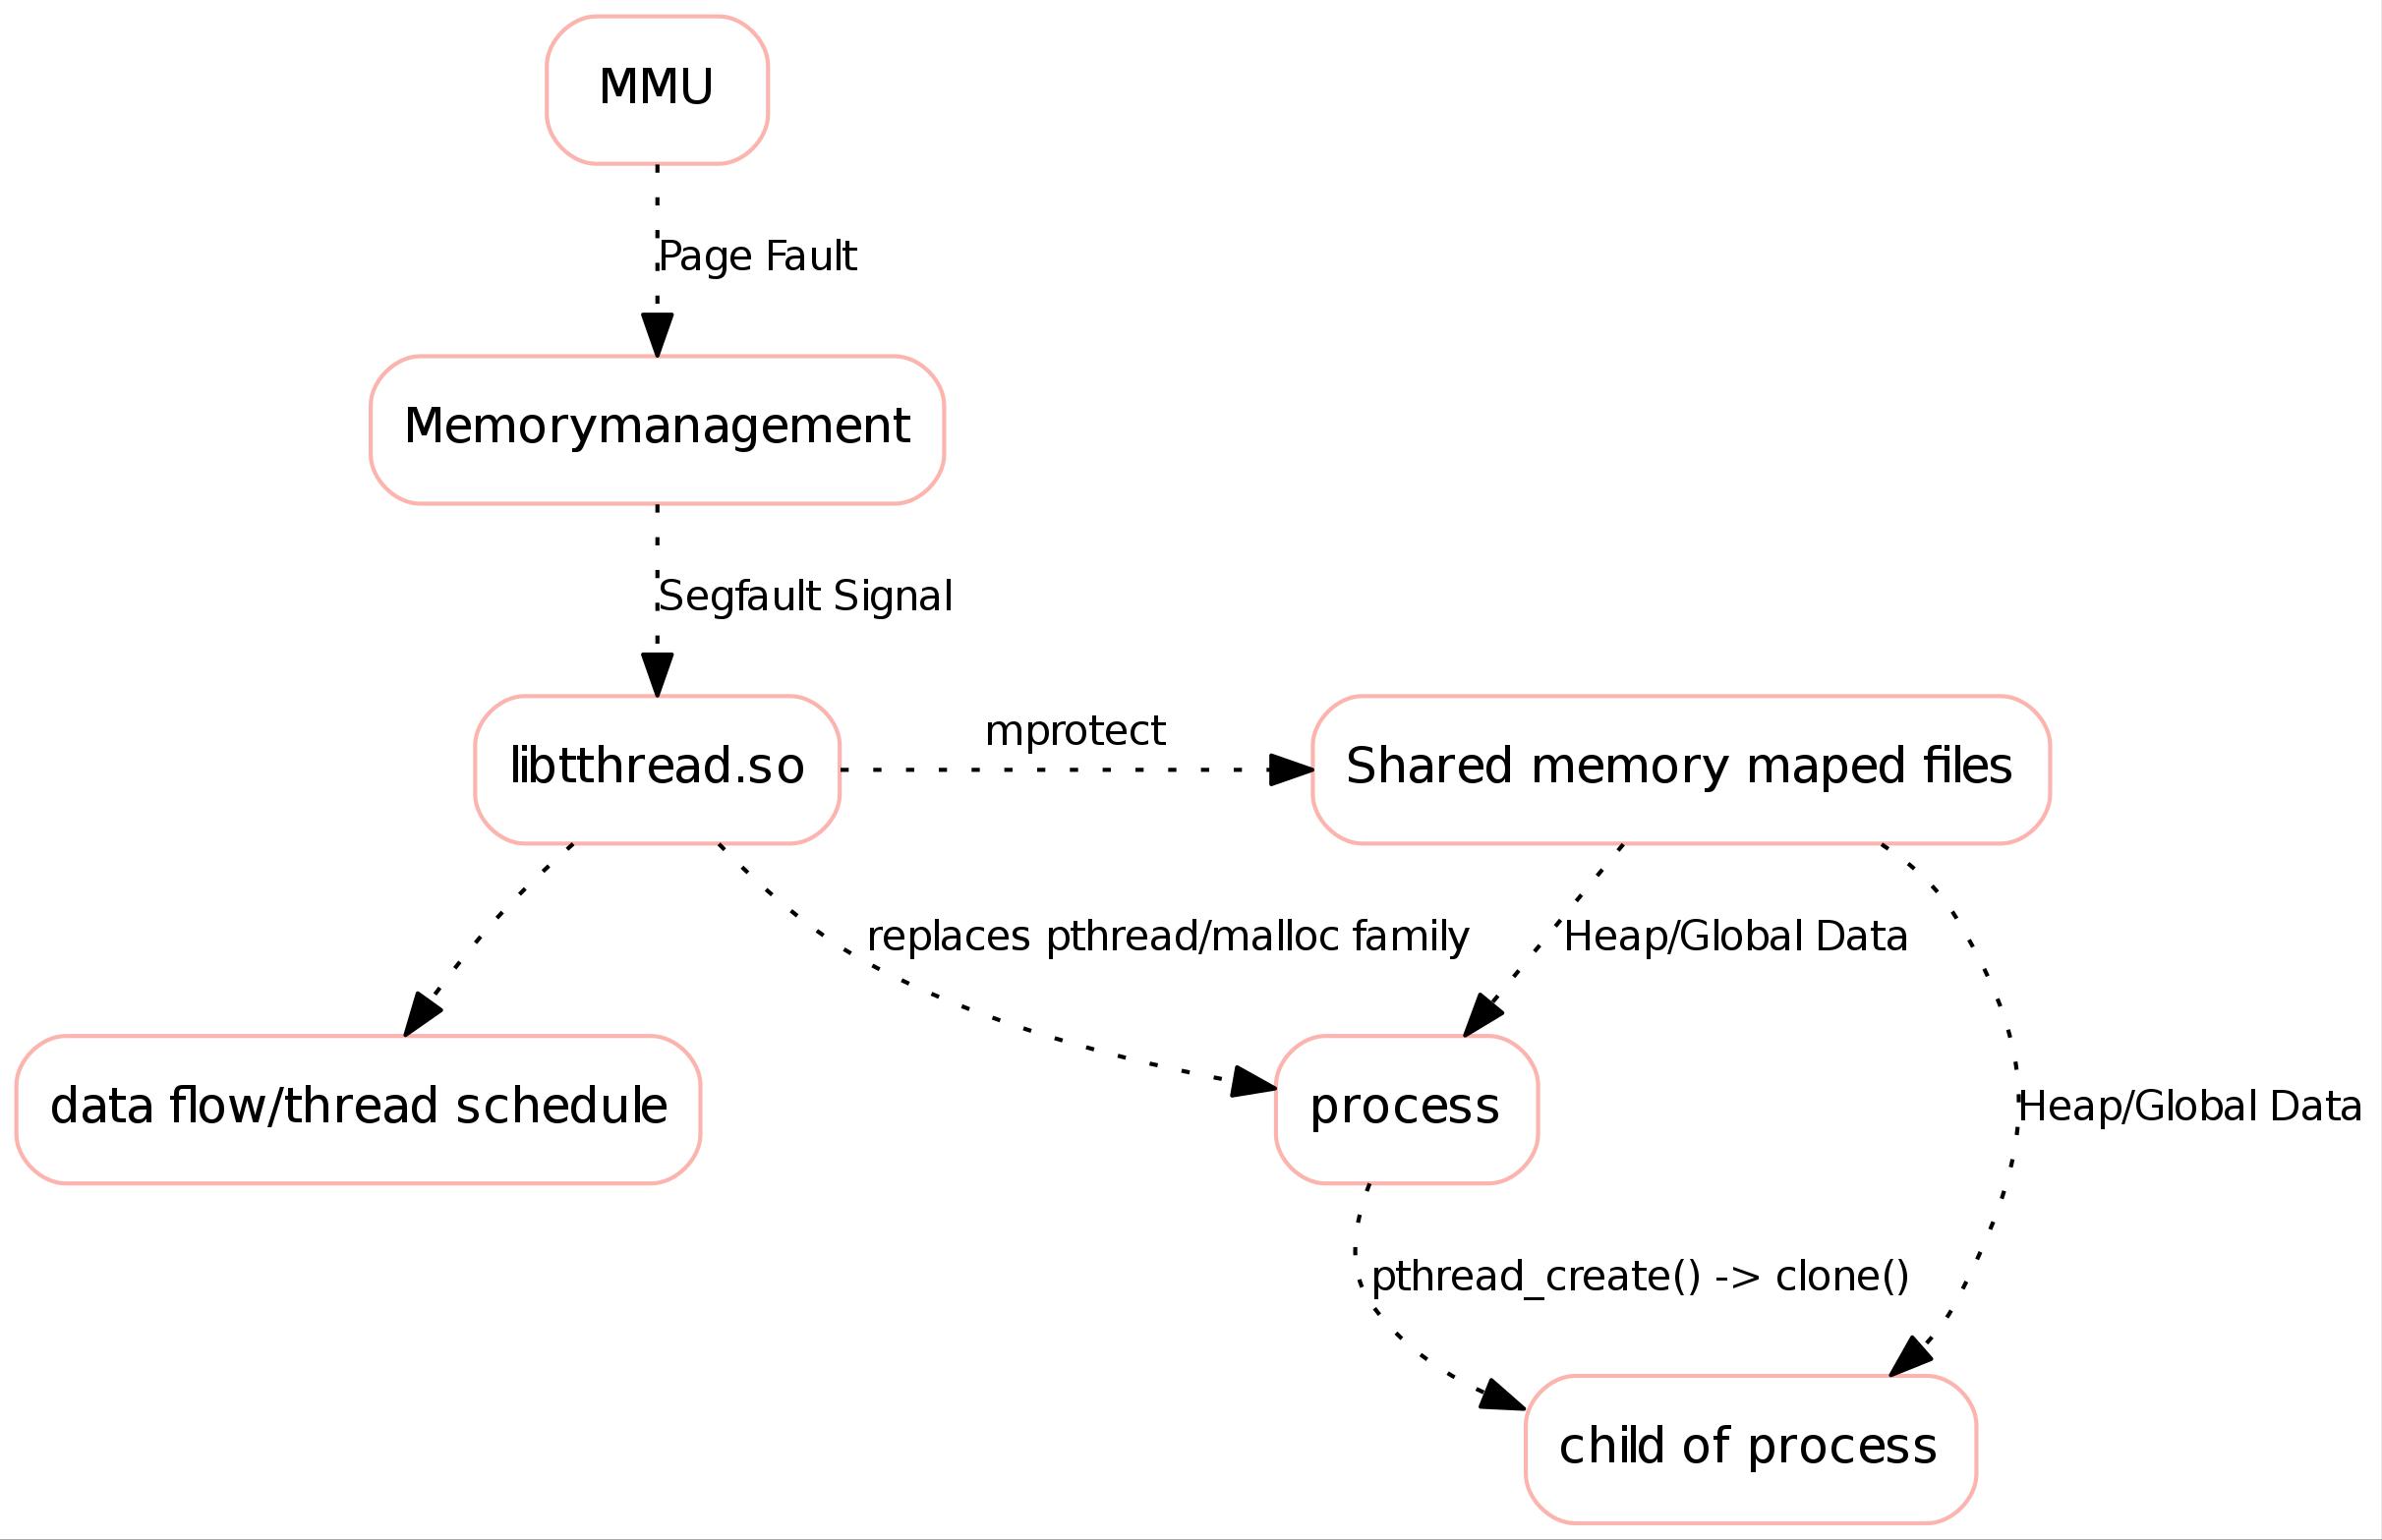 MMU
Page Fault
Memorymanagement
Segfault Signal
libtthread.so
mprotect
Shared memory maped files
replaces pthread/malloc family
Heap/Global Data
data flow/thread schedule
process
Heap/Global Data
pthread_create() -> clone()
child of process